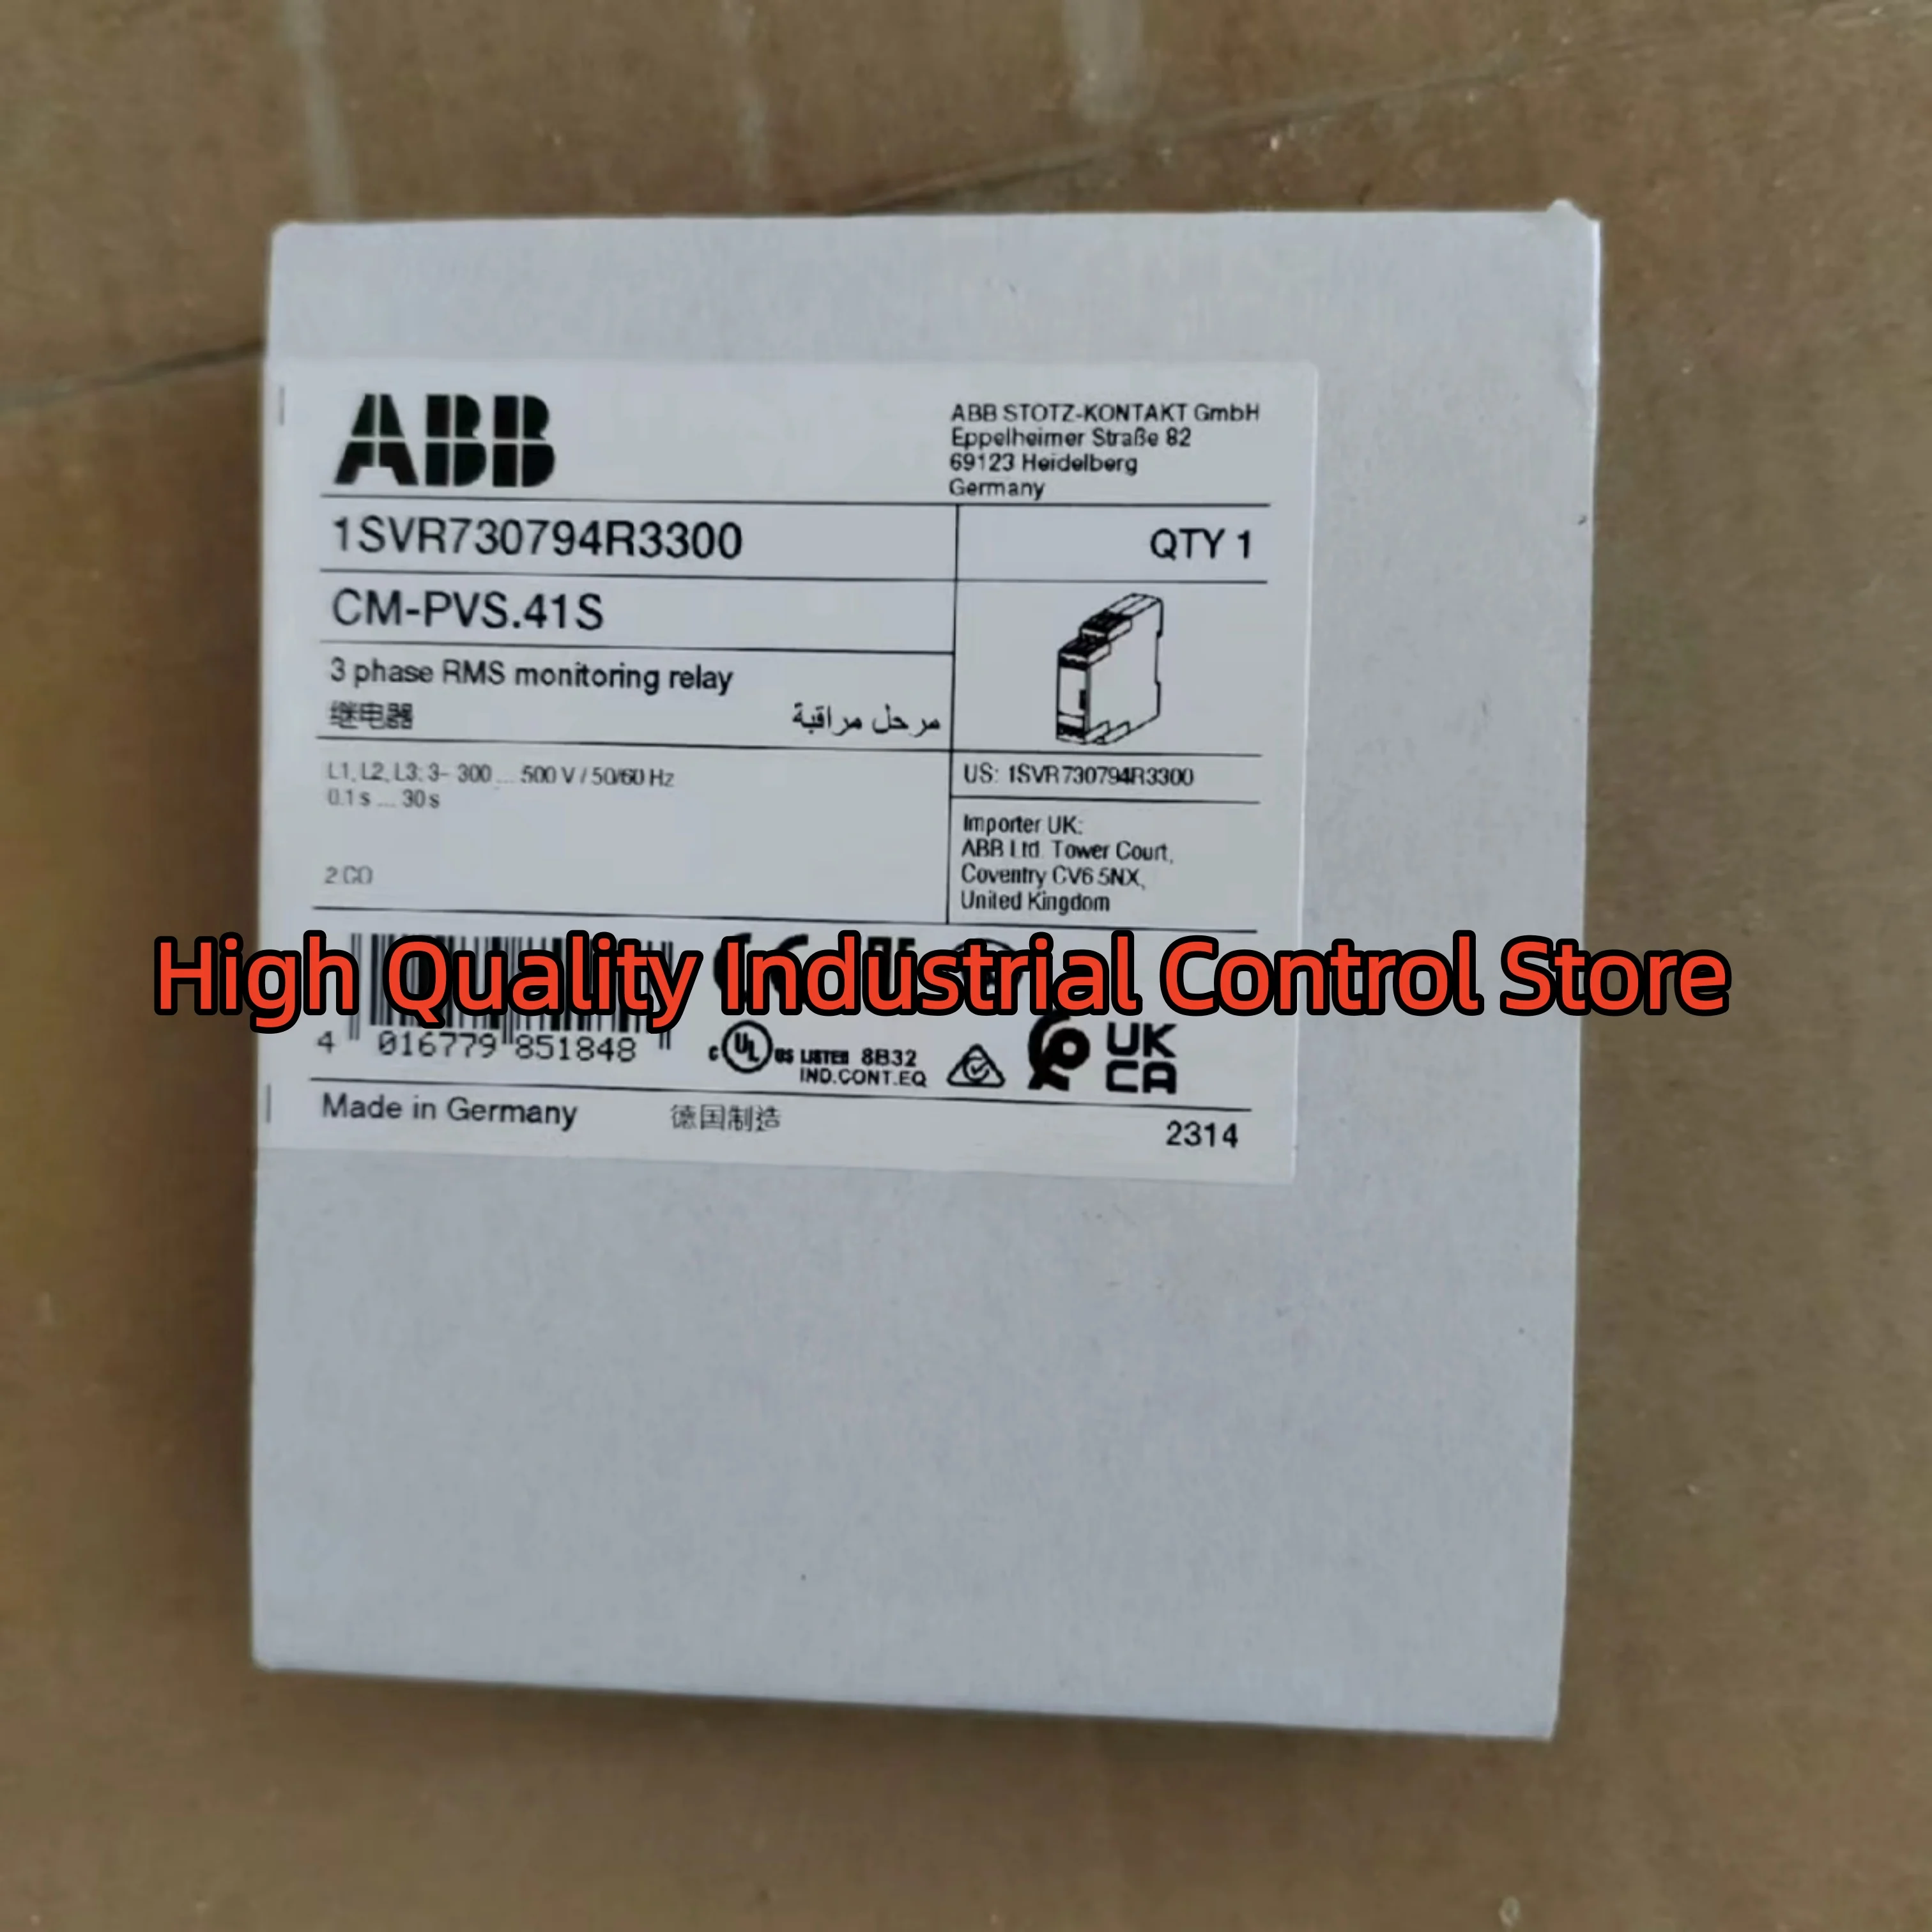 ABB
ABB STOTZ-KONTAKT GmbH
Eppelheimer Straße 82
69123 Heidelberg
Germany
1SVR730794R3300
QTY 1
CM-PVS.41S
3 phase RMS monitoring relay
继电器
مرحل مراقبة
L1, L2, L3: 3~ 300 ... 500 V / 50/60 Hz
0.1 s ... 30 s
2 CO
US: 1SVR730794R3300
Importer UK:
ABB Ltd. Tower Court,
Coventry CV6 5NX,
United Kingdom
High Quality Industrial Control Store
4 016779 851848
C UL US LISTED 8B32
IND.CONT.EQ
UK
CA
Made in Germany
德国制造
2314